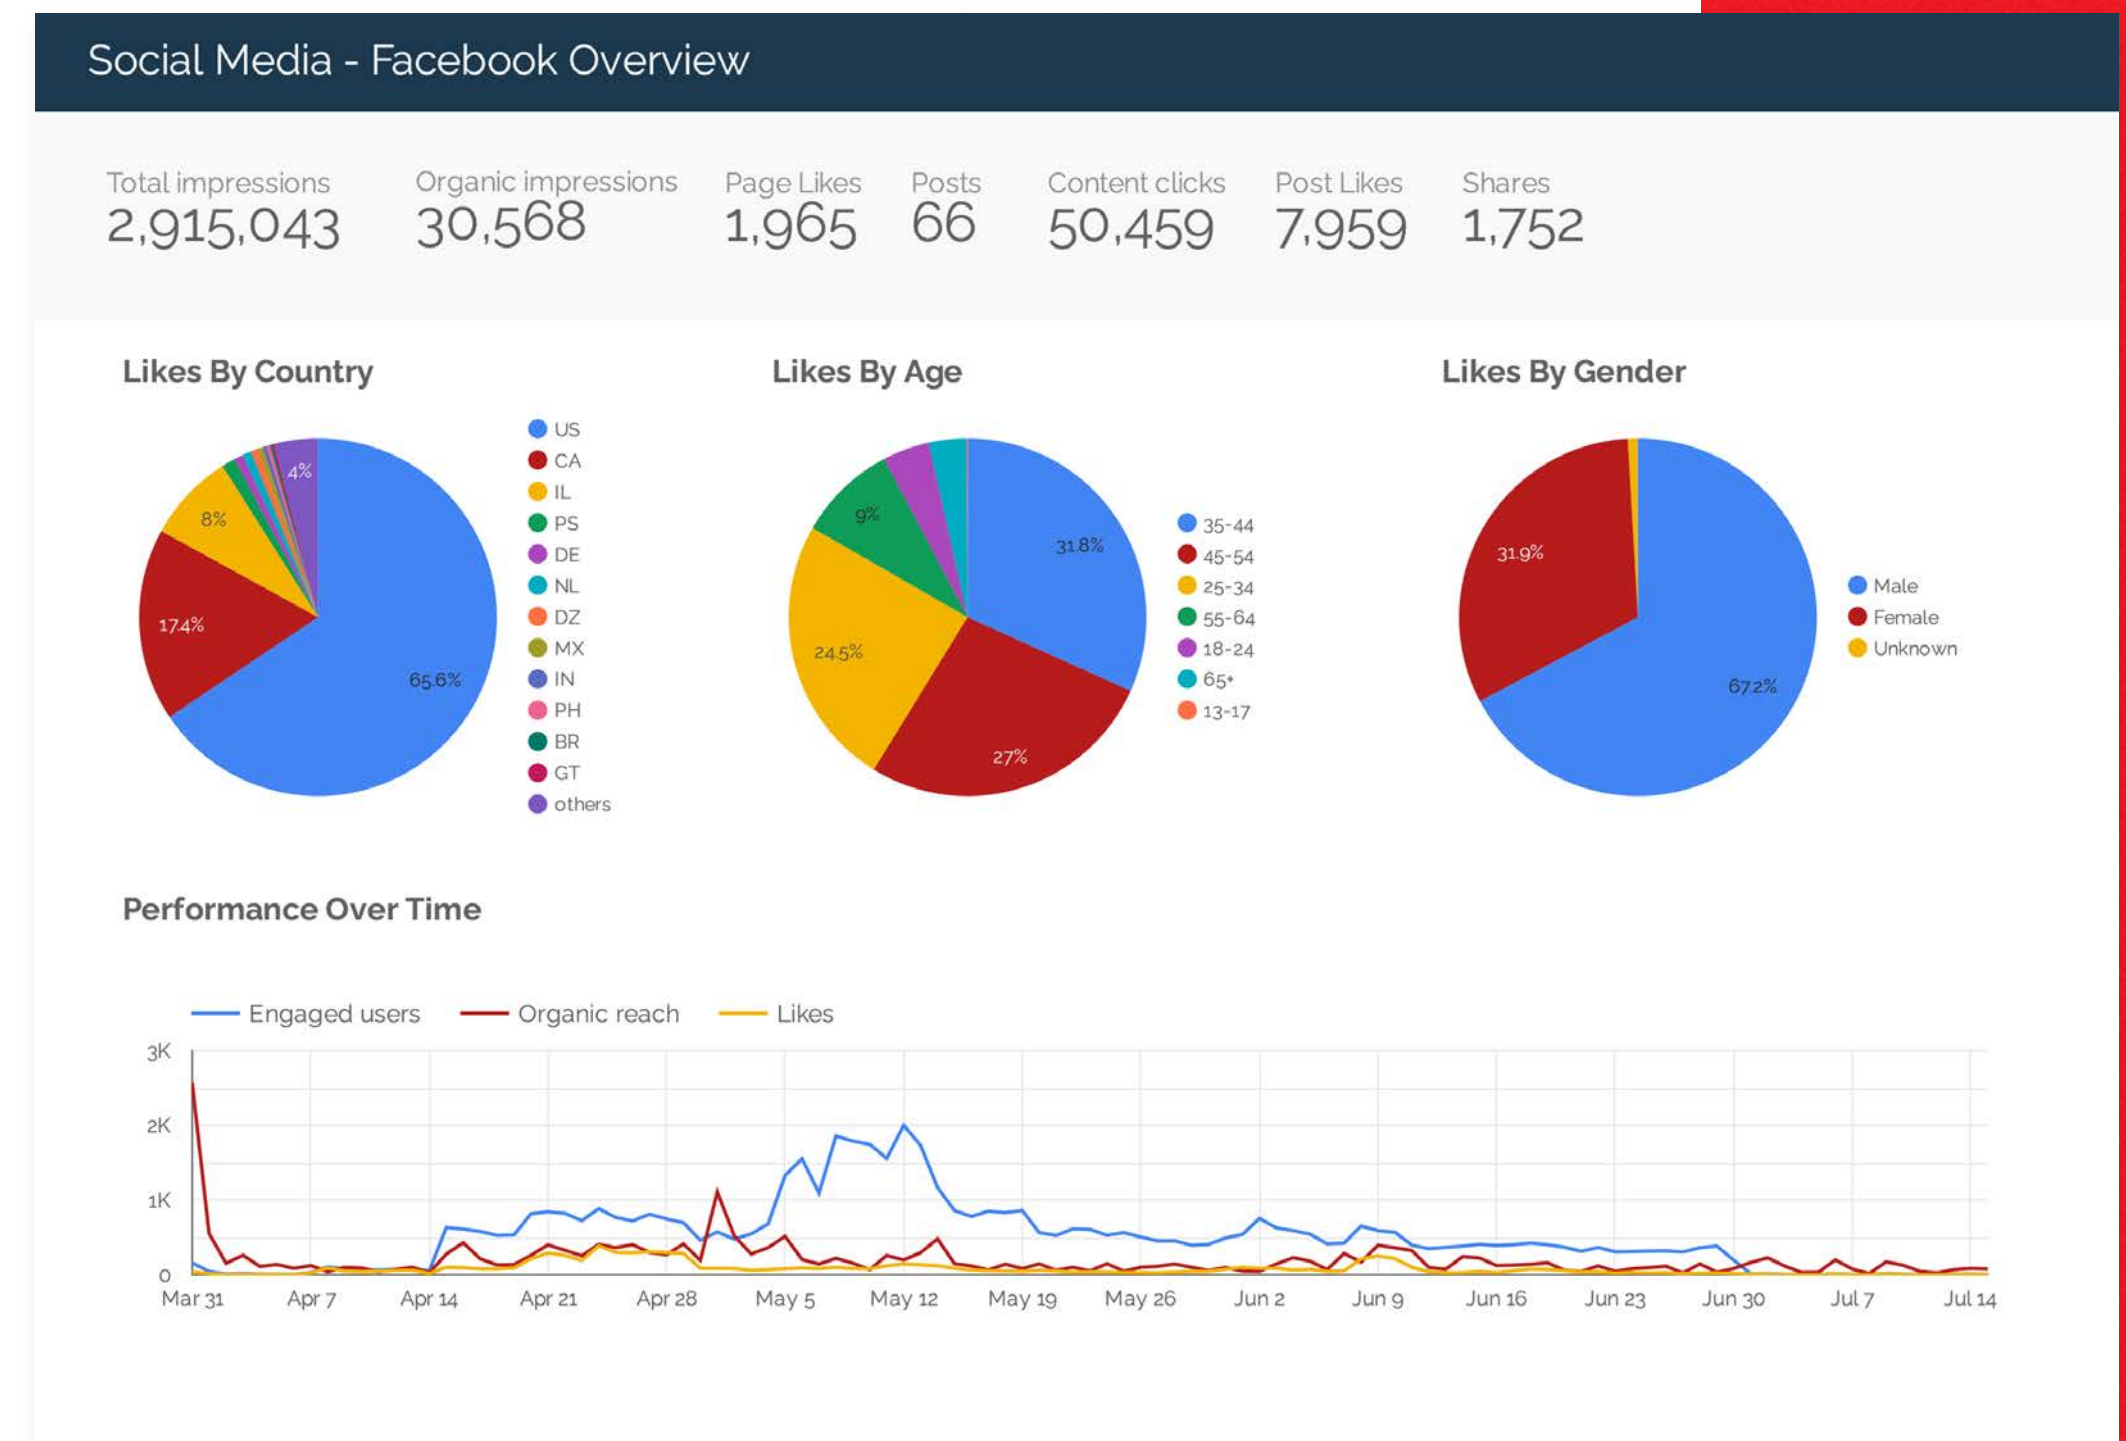 Social Media - Facebook Overview
Total impressions
2,915,043
Organic impressions
30,568
Page Likes
1,965
Posts
66
Content clicks
50,459
Post Likes
7,959
Shares
1,752
Likes By Country
4%
8%
17.4%
65.6%
US
CA
IL
PS
DE
NL
DZ
MX
IN
PH
BR
GT
others
Likes By Age
9%
31.8%
24.5%
27%
35-44
45-54
25-34
55-64
18-24
65+
13-17
Likes By Gender
31.9%
67.2%
Male
Female
Unknown
Performance Over Time
Engaged users Organic reach Likes
3K
2K
1K
0
Mar 31 Apr 7 Apr 14 Apr 21 Apr 28 May 5 May 12 May 19 May 26 Jun 2 Jun 9 Jun 16 Jun 23 Jun 30 Jul 7 Jul 14